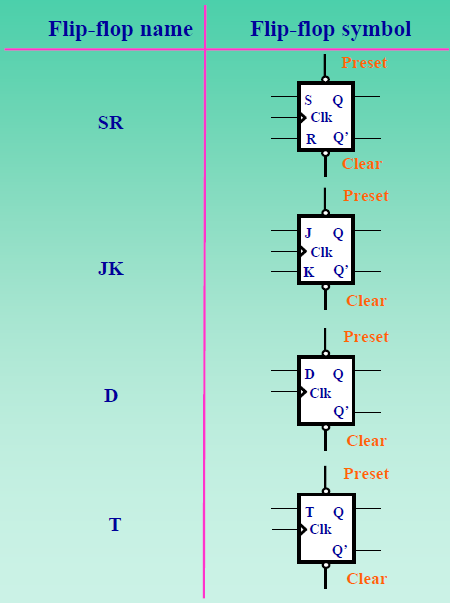 Flip-flop name Flip-flop symbol
Preset
S Q
SR Clk
R Q’
Clear
Preset
J Q
JK Clk
K Q’
Clear
Preset
D Q
D Clk
Q’
Clear
Preset
T Q
T Clk
Q’
Clear